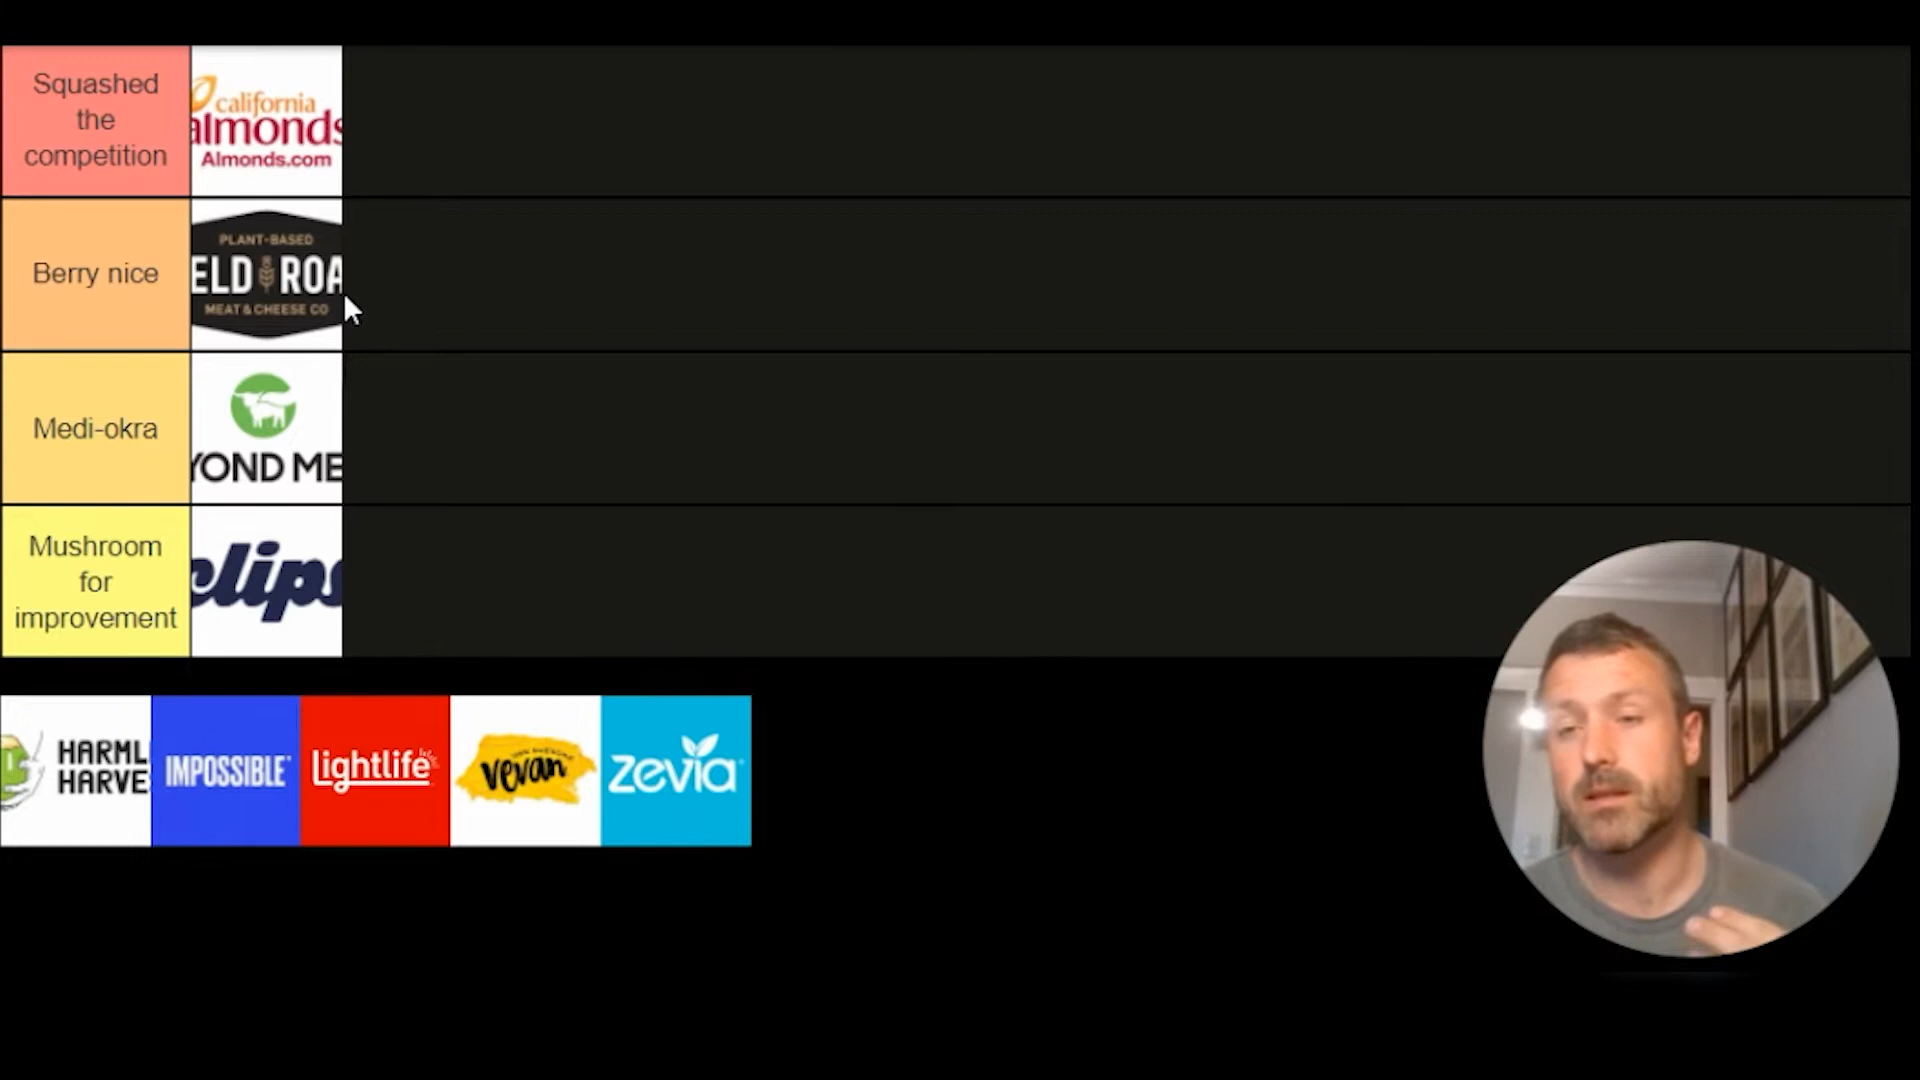 Squashed
the
competition
california
almonds
Almonds.com
Berry nice
PLANT-BASED
ELD ROA
MEAT & CHEESE CO
Medi-okra
YOND ME
Mushroom
for
improvement
clips
HARML
HARVE
IMPOSSIBLE
Lightlife
vevan
zevia